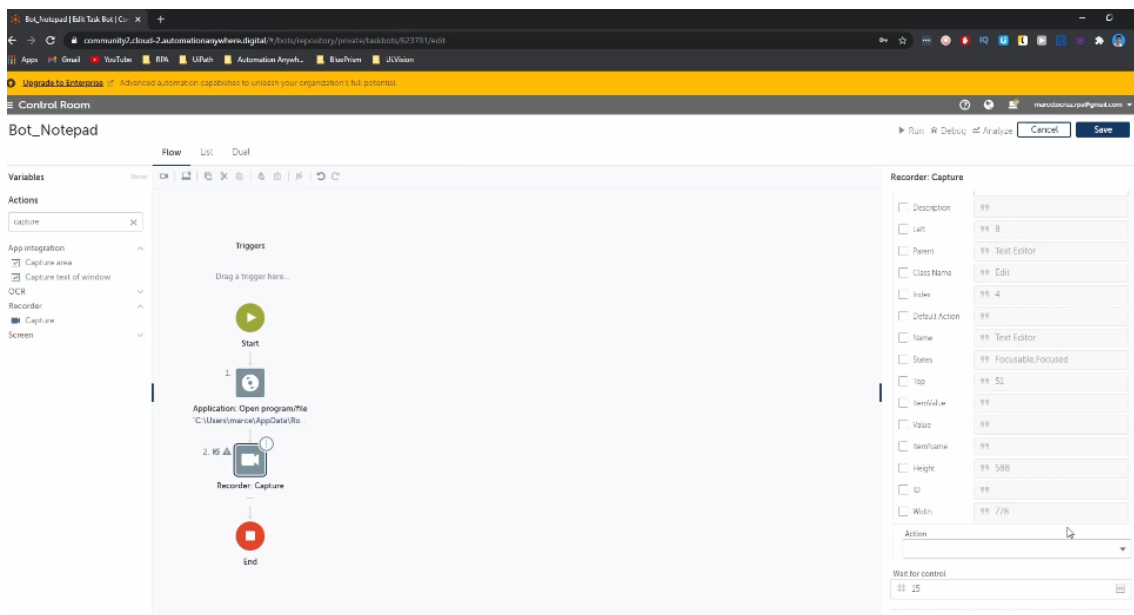 Bot_Notepad | Edit Task Bot | Co
community2.cloud-2.automationanywhere.digital/#/bots/repository/private/taskbots/623781/edit
Apps Gmail YouTube RPA UiPath Automation Anywh... BluePrism JiVision
Upgrade to Enterprise Advanced automation capabilities to unleash your organization's full potential.
Control Room
Bot_Notepad
Run Debug Analyze Cancel Save
Flow List Dual
Variables Show
Recorder: Capture
Actions
capture
App integration
Capture area
Capture text of window
OCR
Recorder
Capture
Screen
Triggers
Drag a trigger here...
Start
1.
Application: Open program/file
"C:\Users\marce\AppData\Ro...
2.
Recorder: Capture
--
End
Description
Left 8
Parent Text Editor
Class Name Edit
Index 4
Default Action
Name Text Editor
States Focusable,Focused
Top 51
ItemValue
Value
ItemName
Height 588
ID
Width 778
Action
Wait for control
15